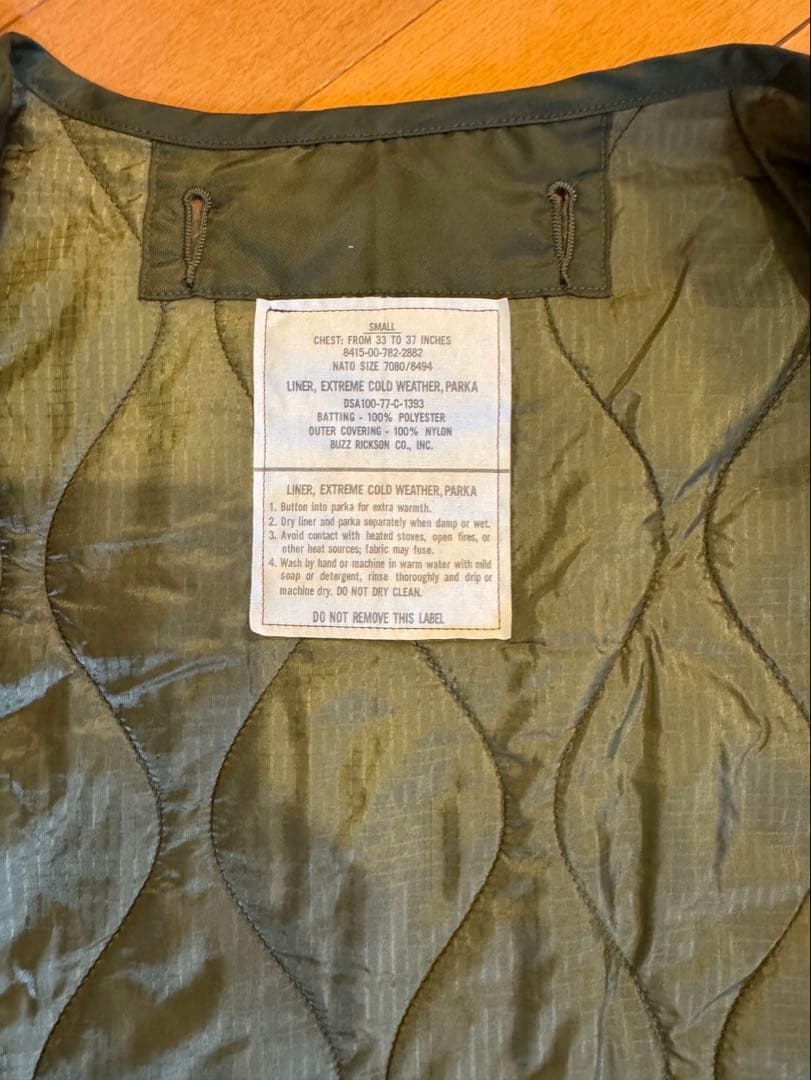 SMALL
CHEST: FROM 33 TO 37 INCHES
8415-00-782-2882
NATO SIZE 7080/8494
LINER, EXTREME COLD WEATHER, PARKA
DSA100-77-C-1393
BATTING - 100% POLYESTER
OUTER COVERING - 100% NYLON
BUZZ RICKSON CO., INC.
LINER, EXTREME COLD WEATHER, PARKA
1. Button into parka for extra warmth.
2. Dry liner and parka separately when damp or wet.
3. Avoid contact with heated stoves, open fires, or
other heat sources; fabric may fuse.
4. Wash by hand or machine in warm water with mild
soap or detergent, rinse thoroughly and drip or
machine dry. DO NOT DRY CLEAN.
DO NOT REMOVE THIS LABEL